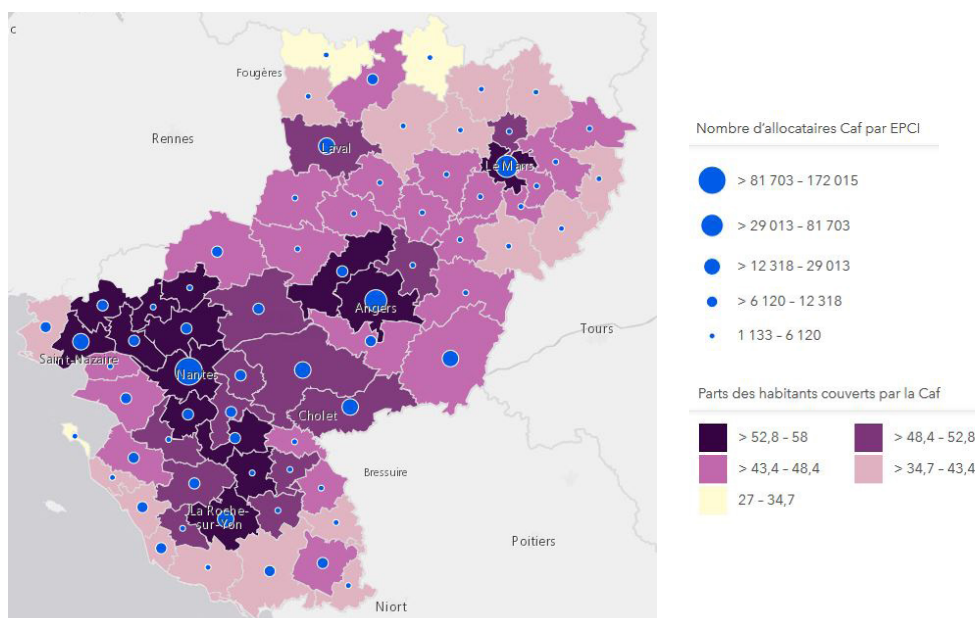 c
Fougères
Rennes
Laval
Le Mans
Angers
Tours
Saint-Nazaire
Nantes
Cholet
Bressuire
La Roche-
sur-Yon
Poitiers
Niort
Nombre d'allocataires Caf par EPCI
> 81 703 – 172 015
> 29 013 – 81 703
> 12 318 – 29 013
> 6 120 – 12 318
1 133 – 6 120
Parts des habitants couverts par la Caf
> 52,8 – 58
> 48,4 – 52,8
> 43,4 – 48,4
> 34,7 – 43,4
27 – 34,7